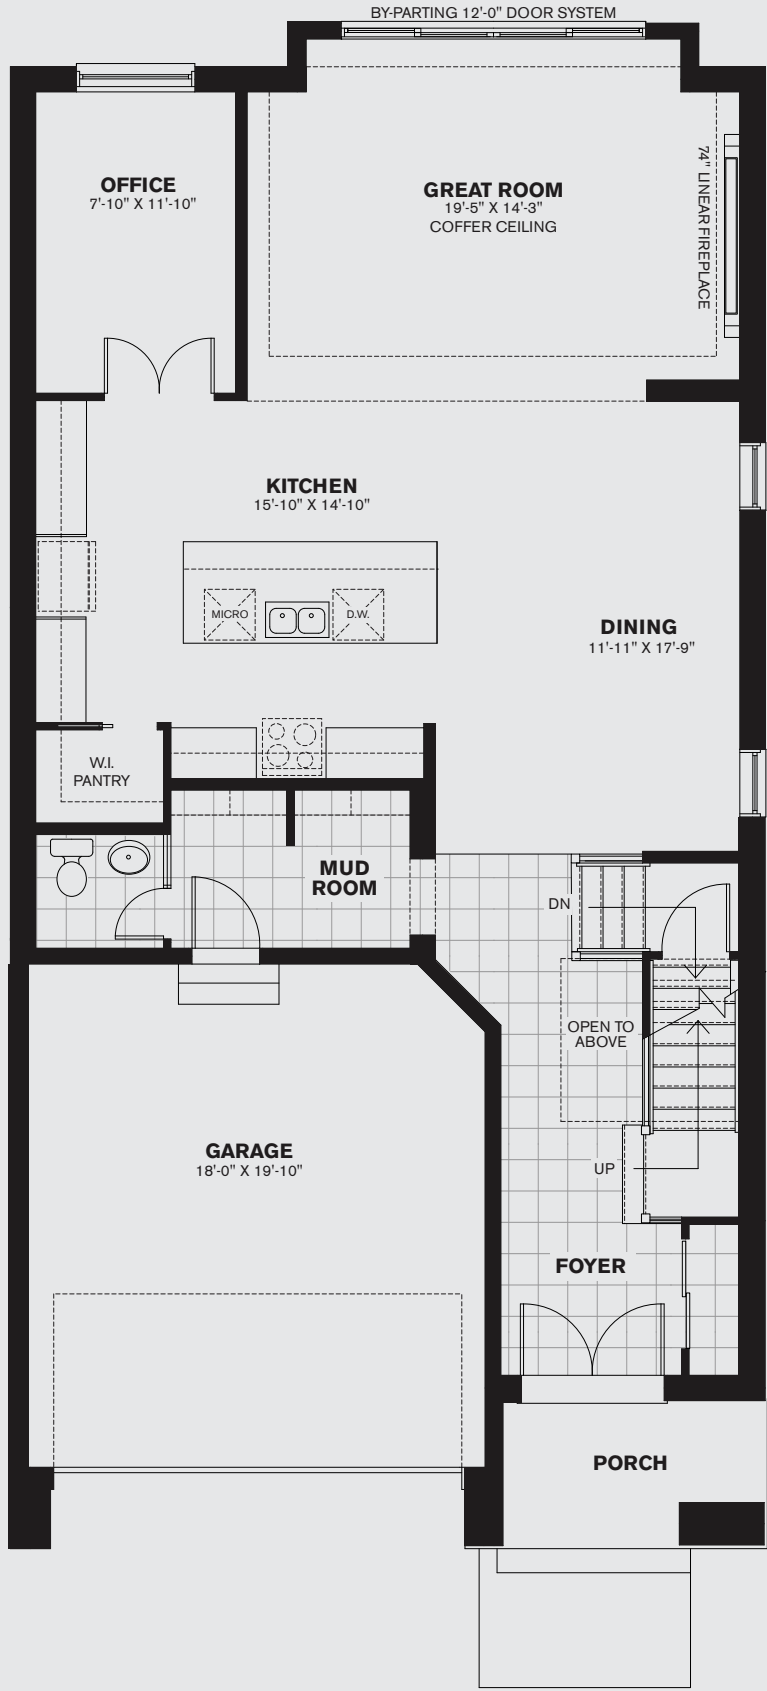 BY-PARTING 12'-0" DOOR SYSTEM
OFFICE
7'-10" X 11'-10"
GREAT ROOM
19'-5" X 14'-3"
COFFER CEILING
74" LINEAR FIREPLACE
KITCHEN
15'-10" X 14'-10"
MICRO
D.W.
DINING
11'-11" X 17'-9"
W.I.
PANTRY
MUD
ROOM
DN
OPEN TO
ABOVE
GARAGE
18'-0" X 19'-10"
UP
FOYER
PORCH